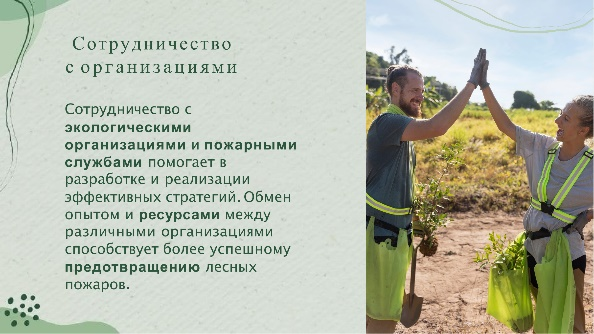 Сотрудничество
с организациями
Сотрудничество с
экологическими
организациями и пожарными
службами помогает в
разработке и реализации
эффективных стратегий. Обмен
опытом и ресурсами между
различными организациями
способствует более успешному
предотвращению лесных
пожаров.